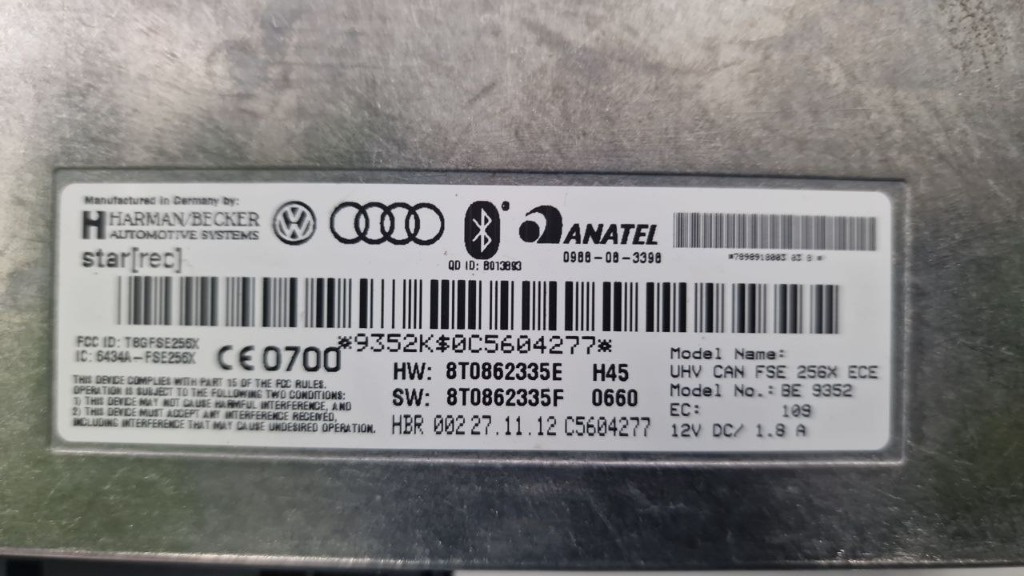 Manufactured in Germany by:
HARMAN/BECKER
AUTOMOTIVE SYSTEMS
star[rec]
QD ID: B013893
ANATEL
0988-08-3398
*9352K$0C5604277*
FCC ID: T8GFSE256X
IC: 6434A-FSE256X
CE0700
THIS DEVICE COMPLIES WITH PART 15 OF THE FCC RULES.
OPERATION IS SUBJECT TO THE FOLLOWING TWO CONDITIONS:
1) THIS DEVICE MAY NOT CAUSE HARMFUL INTERFERENCE, AND
2) THIS DEVICE MUST ACCEPT ANY INTERFERENCE RECEIVED,
INCLUDING INTERFERENCE THAT MAY CAUSE UNDESIRED OPERATION.
HW: 8T0862335E H45
SW: 8T0862335F 0660
HBR 002 27.11.12 C5604277
Model Name:
UHV CAN FSE 256X ECE
Model No.: BE 9352
EC: 109
12V DC/ 1.8 A